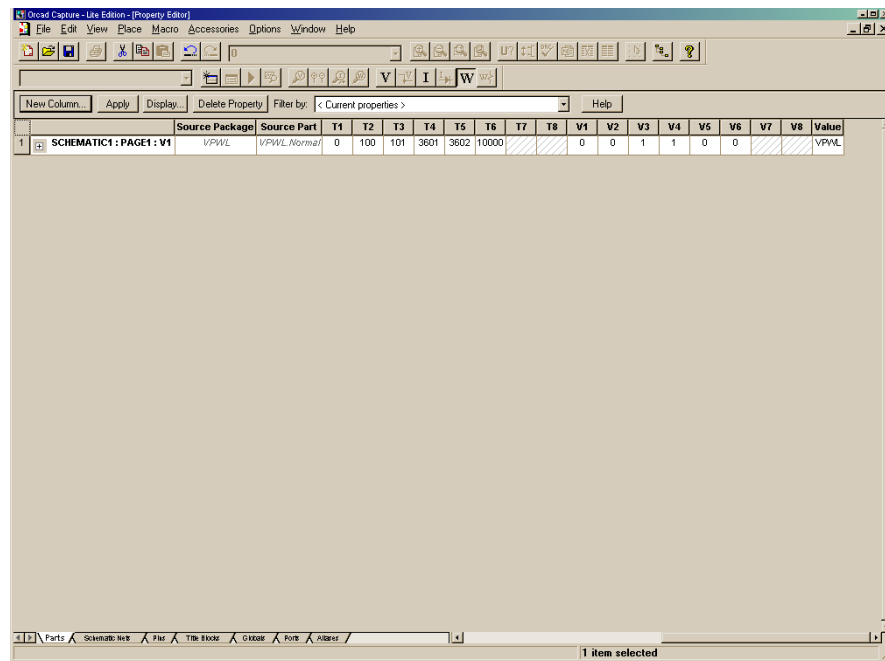 Orcad Capture - Lite Edition - [Property Editor]
File Edit View Place Macro Accessories Options Window Help
0 U?
V I W
New Column... Apply Display... Delete Property Filter by: < Current properties > Help
Source Package Source Part T1 T2 T3 T4 T5 T6 T7 T8 V1 V2 V3 V4 V5 V6 V7 V8 Value
1 SCHEMATIC1 : PAGE1 : V1 VPWL VPWL.Normal 0 100 101 3601 3602 10000 0 0 1 1 0 0 VPWL
Parts Schematic Nets Pins Title Blocks Globals Ports Aliases
1 item selected